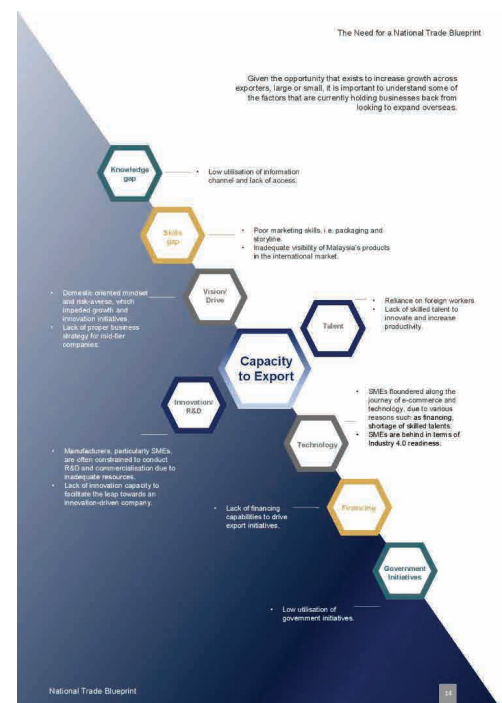 The Need for a National Trade Blueprint
Given the opportunity that exists to increase growth across
exporters, large or small, it is important to understand some of
the factors that are currently holding businesses back from
looking to expand overseas.
Knowledge
gap
• Low utilisation of information
channel and lack of access.
Skills
gap
• Poor marketing skills, i.e. packaging and
storyline.
• Inadequate visibility of Malaysia's products
in the international market.
Vision/
Drive
• Domestic oriented mindset
and risk-averse, which
impeded growth and
innovation initiatives.
• Lack of proper business
strategy for mid-tier
companies.
Talent
• Reliance on foreign workers.
• Lack of skilled talent to
innovate and increase
productivity.
Capacity
to Export
Innovation/
R&D
• Manufacturers, particularly SMEs,
are often constrained to conduct
R&D and commercialisation due to
inadequate resources.
• Lack of innovation capacity to
facilitate the leap towards an
innovation-driven company.
Technology
• SMEs floundered along the
journey of e-commerce and
technology, due to various
reasons such as financing,
shortage of skilled talents.
• SMEs are behind in terms of
Industry 4.0 readiness.
Financing
• Lack of financing
capabilities to drive
export initiatives.
Government
Initiatives
• Low utilisation of
government initiatives.
National Trade Blueprint
14